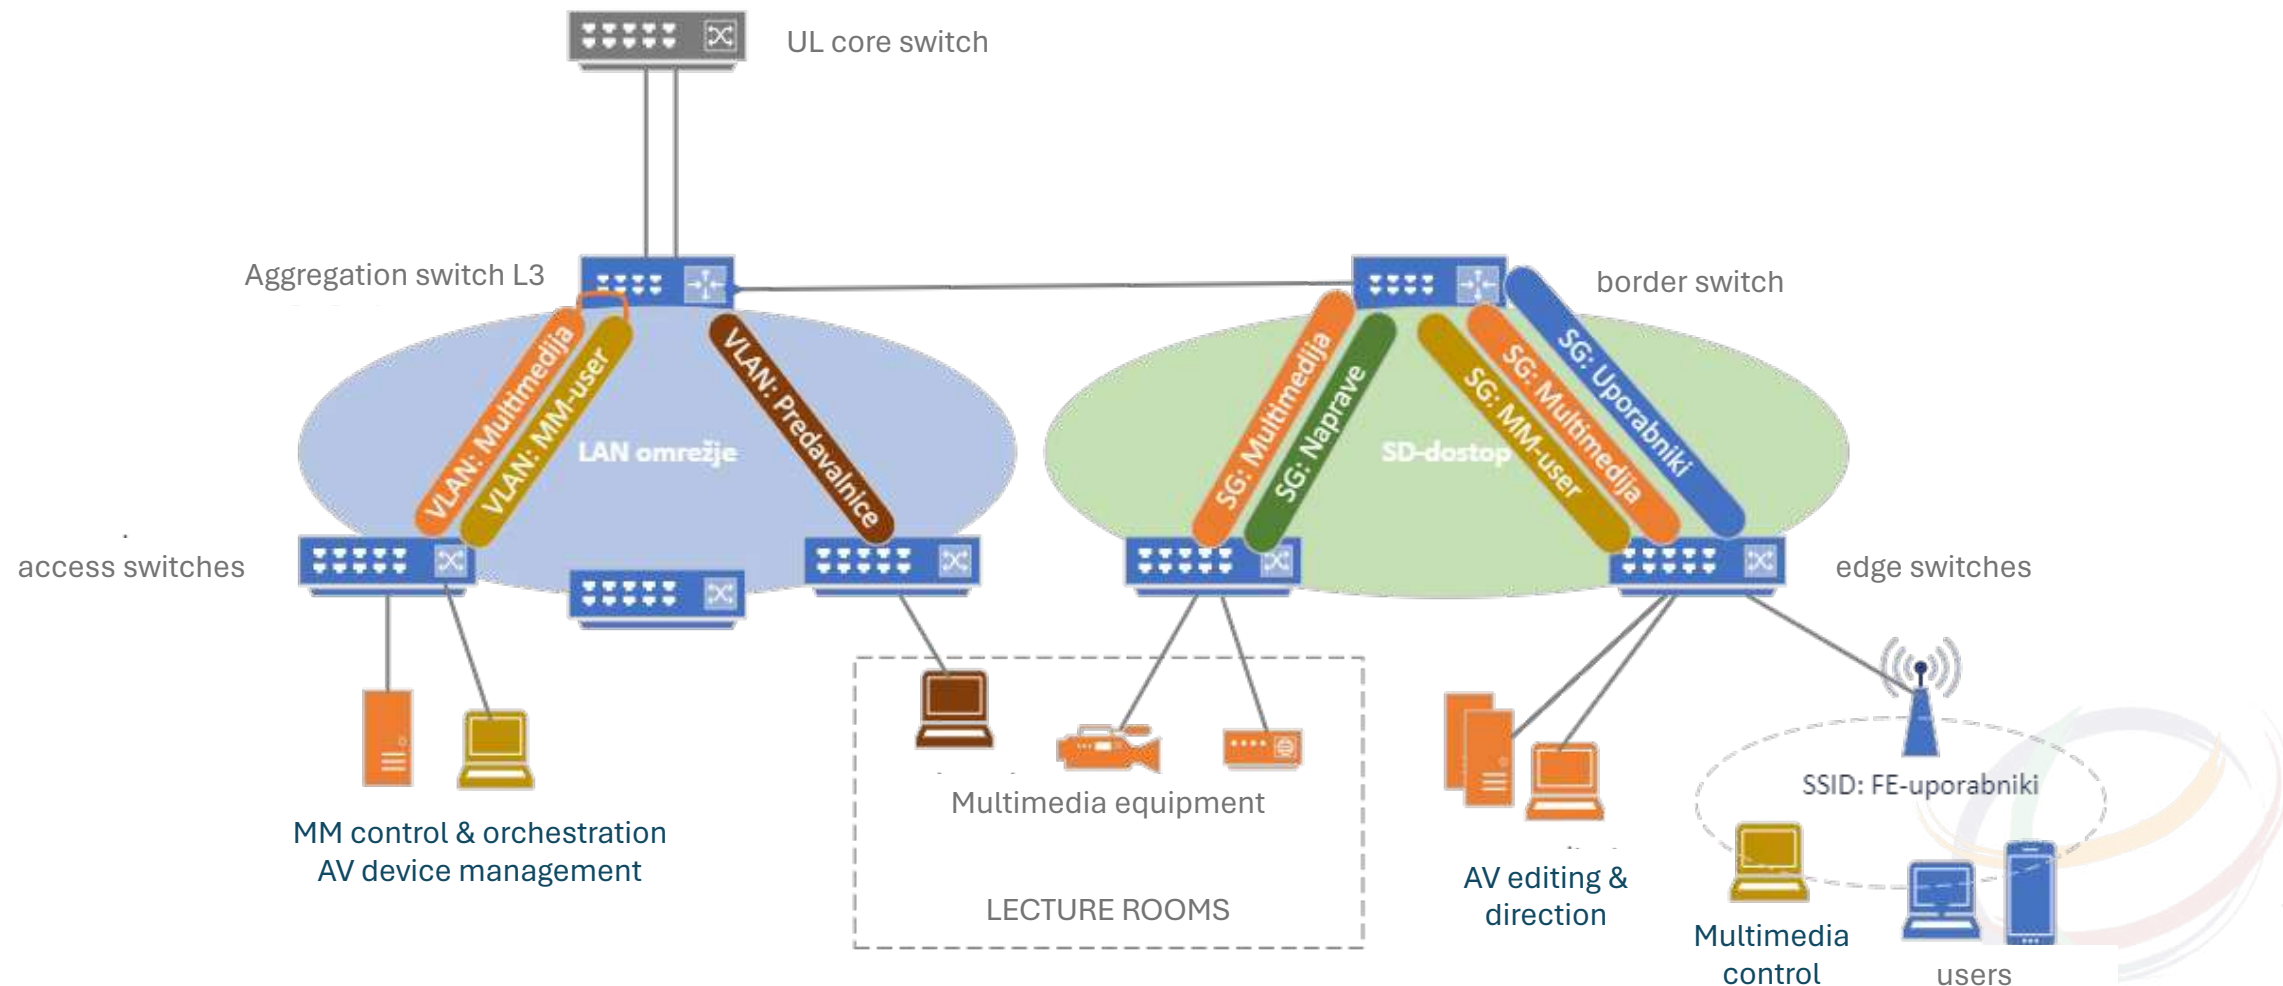 UL core switch
Aggregation switch L3
border switch
VLAN: Multimedija
VLAN: MM-user
VLAN: Predavalnice
LAN omrežje
SG: Multimedija
SG: Naprave
SD-dostop
SG: MM-user
SG: Multimedija
SG: Uporabniki
access switches
edge switches
Multimedia equipment
LECTURE ROOMS
MM control & orchestration
AV device management
AV editing &
direction
SSID: FE-uporabniki
Multimedia
control
users